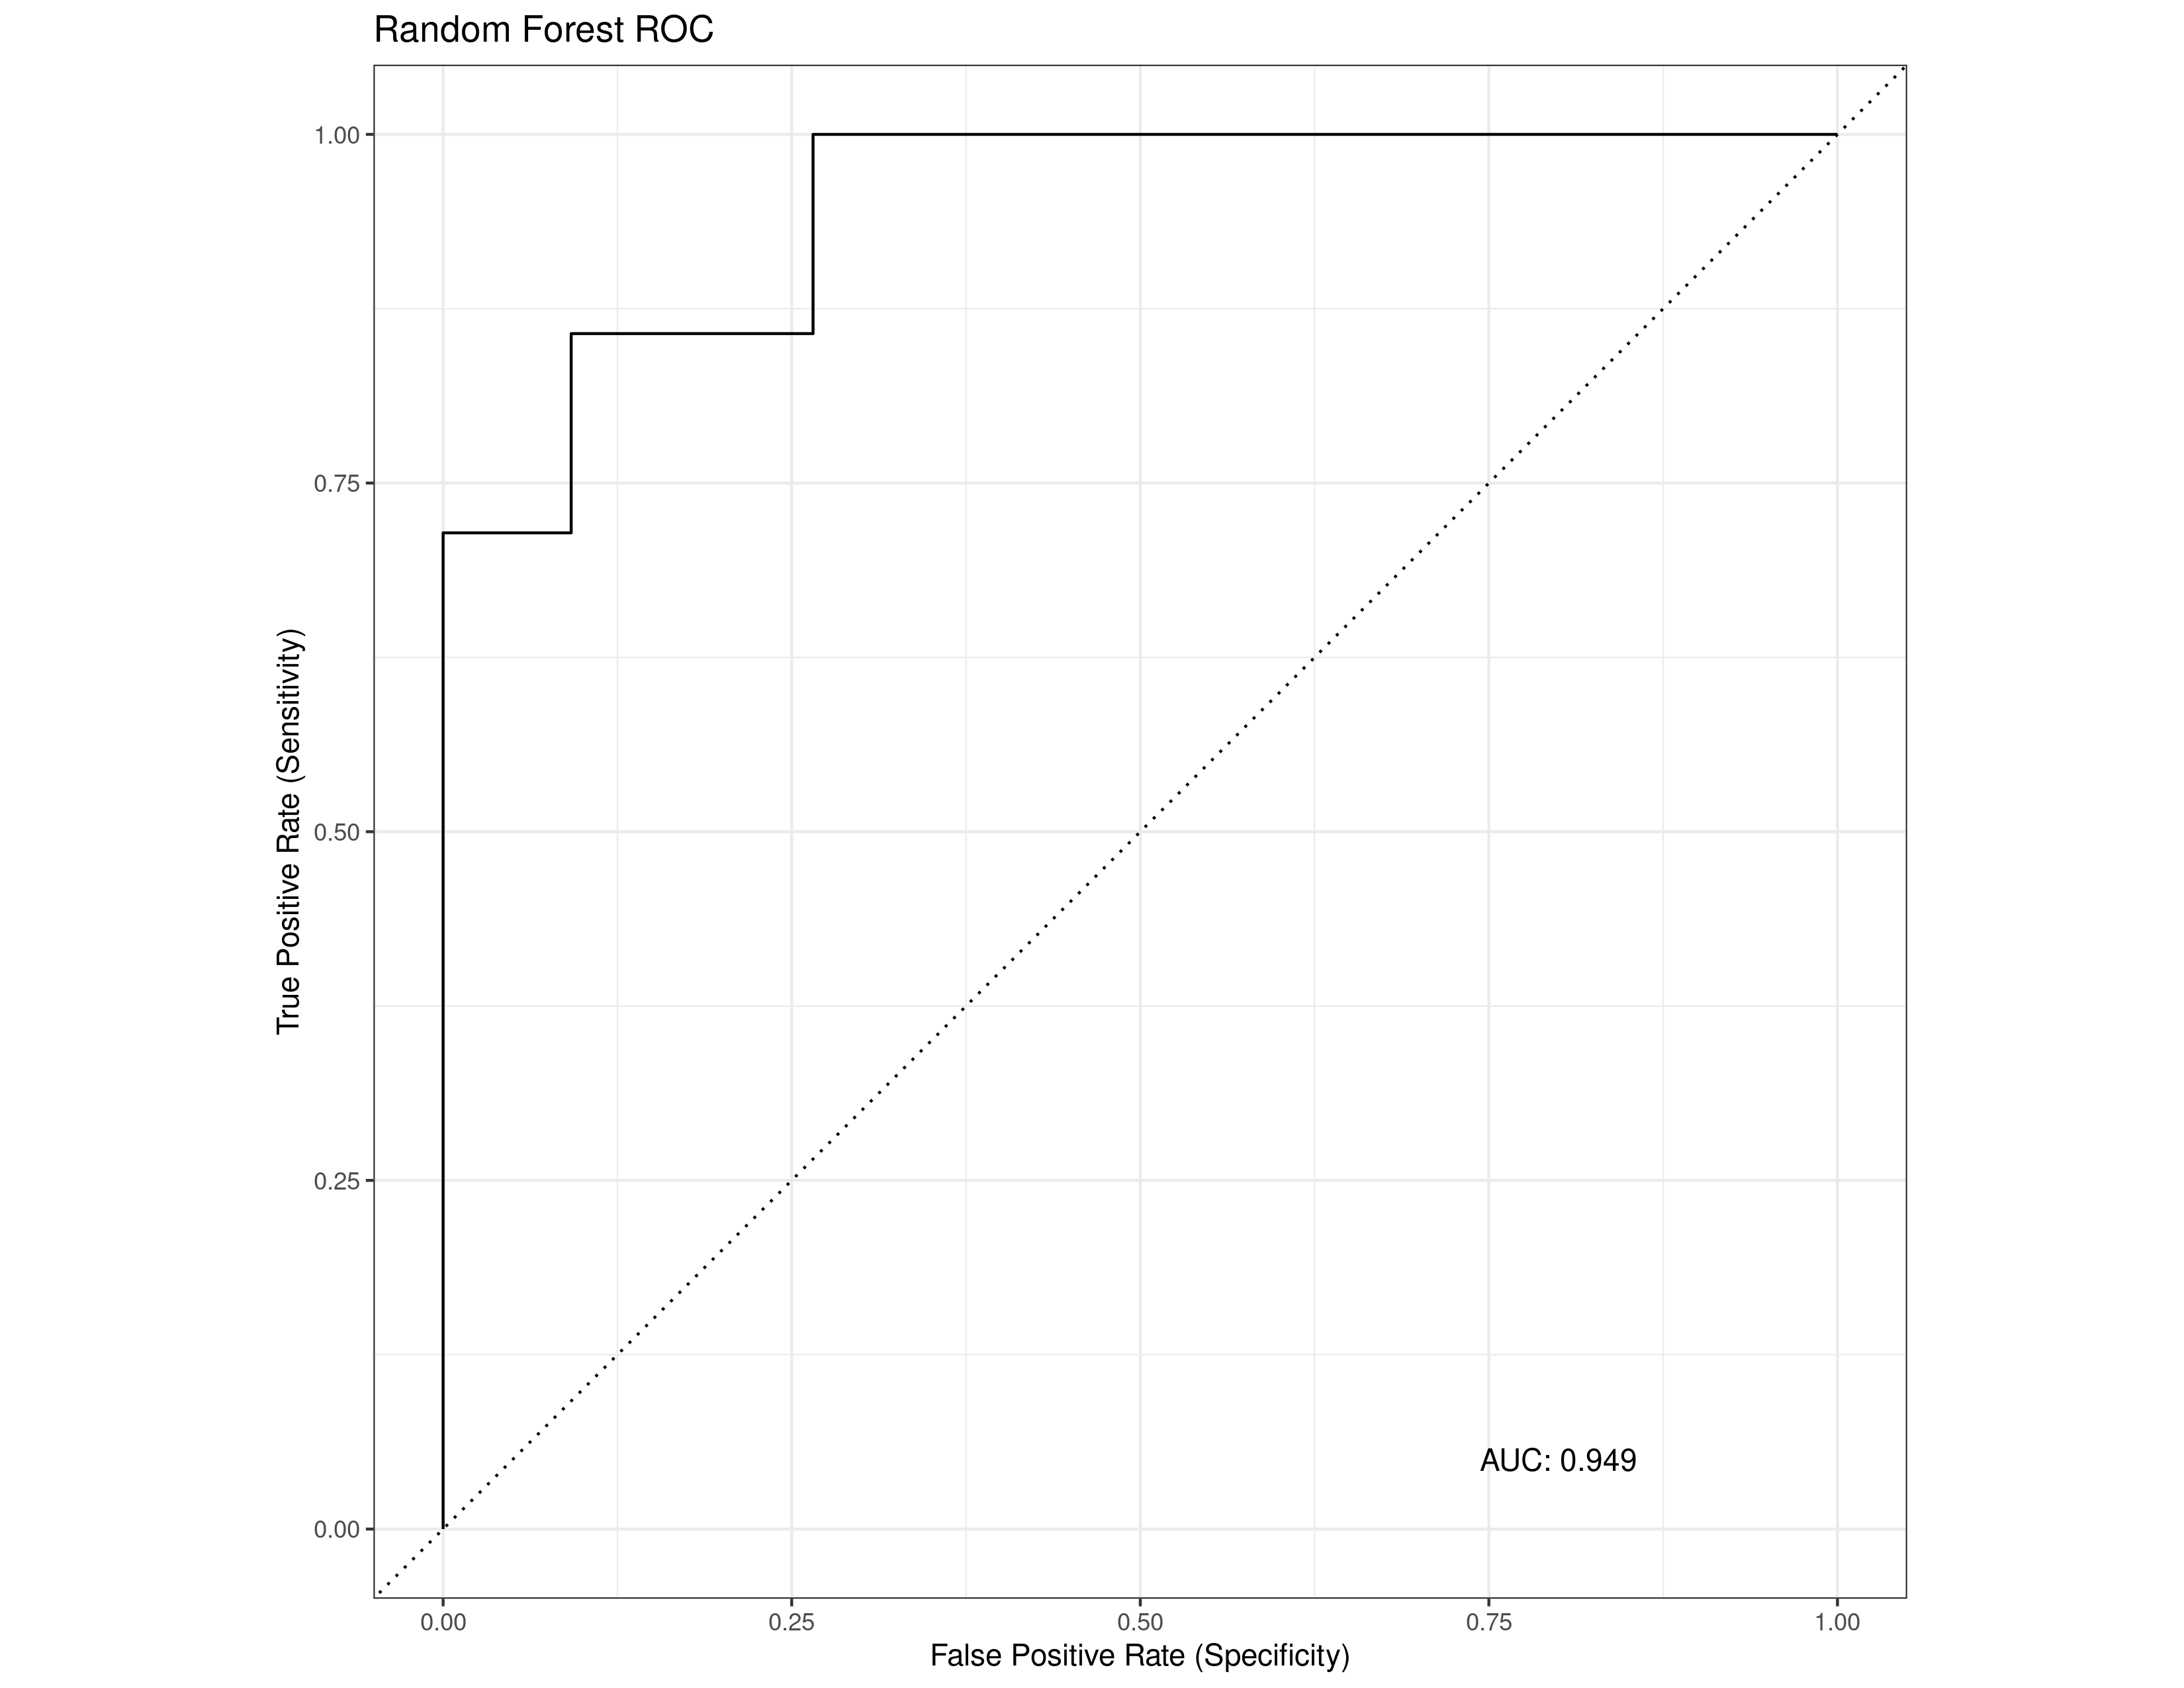 Random Forest ROC
True Positive Rate (Sensitivity)
1.00
0.75
0.50
0.25
0.00
AUC: 0.949
0.00 0.25 0.50 0.75 1.00
False Positive Rate (Specificity)